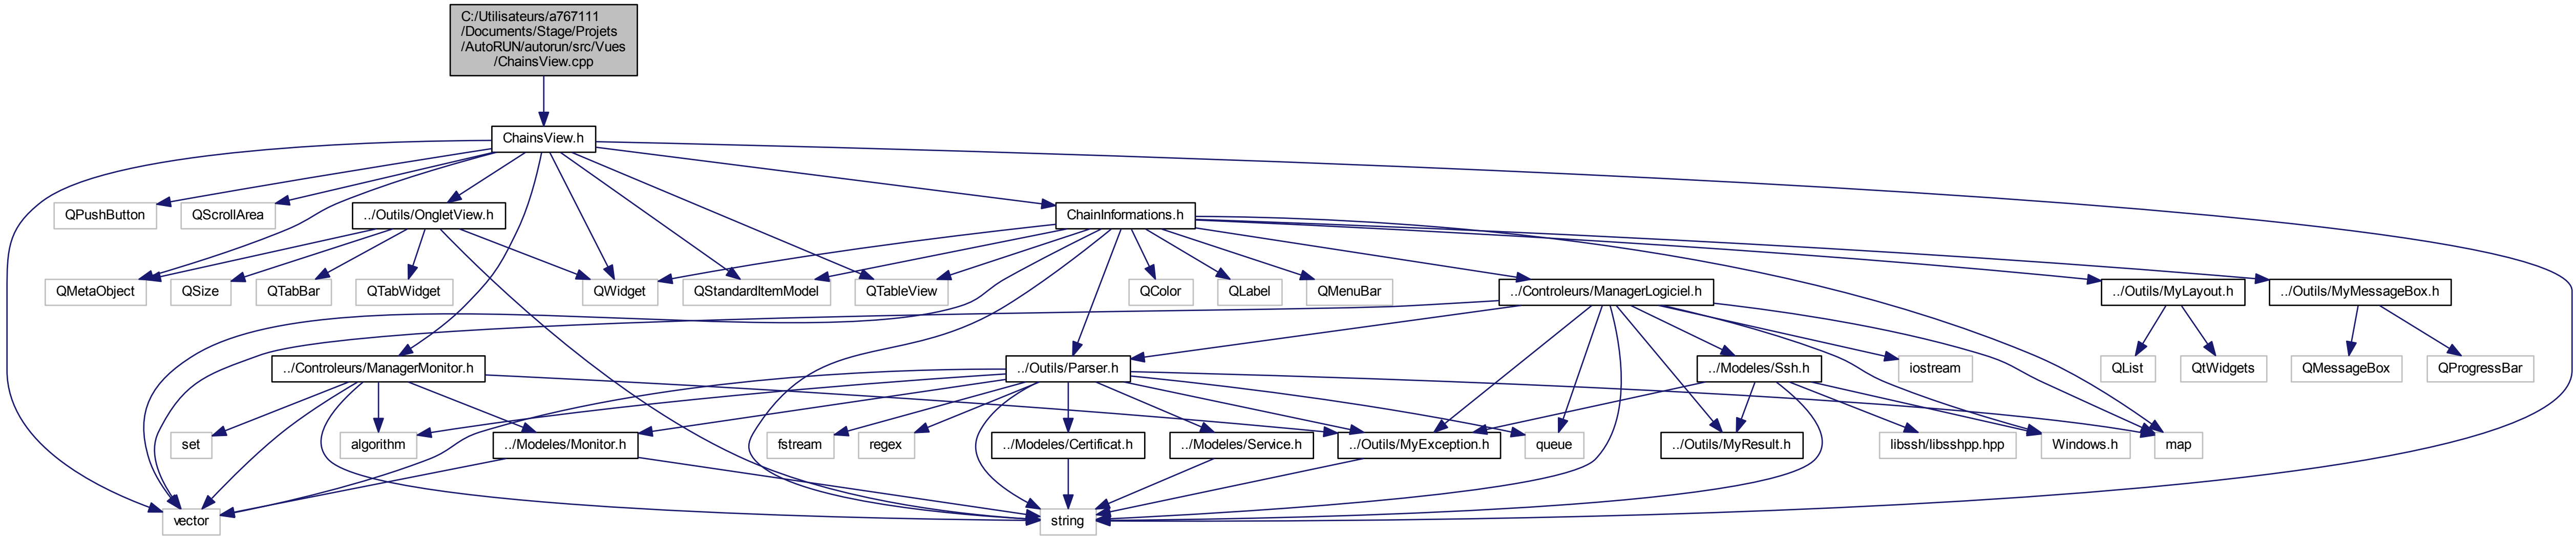 C:/Utilisateurs/a767111
/Documents/Stage/Projets
/AutoRUN/autorun/src/Vues
/ChainsView.cpp
ChainsView.h
QPushButton
QScrollArea
../Outils/OngletView.h
ChainInformations.h
QMetaObject
QSize
QTabBar
QTabWidget
QWidget
QStandardItemModel
QTableView
QColor
QLabel
QMenuBar
../Controleurs/ManagerLogiciel.h
../Outils/MyLayout.h
../Outils/MyMessageBox.h
../Controleurs/ManagerMonitor.h
../Outils/Parser.h
../Modeles/Ssh.h
iostream
QList
QtWidgets
QMessageBox
QProgressBar
set
algorithm
../Modeles/Monitor.h
fstream
regex
../Modeles/Certificat.h
../Modeles/Service.h
../Outils/MyException.h
queue
../Outils/MyResult.h
libssh/libsshpp.hpp
Windows.h
map
vector
string